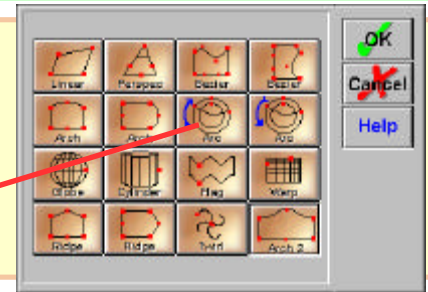 Linear Perspec Bezier Bezier
Arch Arch Arc Arc
Globe Cylinder Flag Warp
Ridge Ridge Twirl Arch 2
OK
Cancel
Help